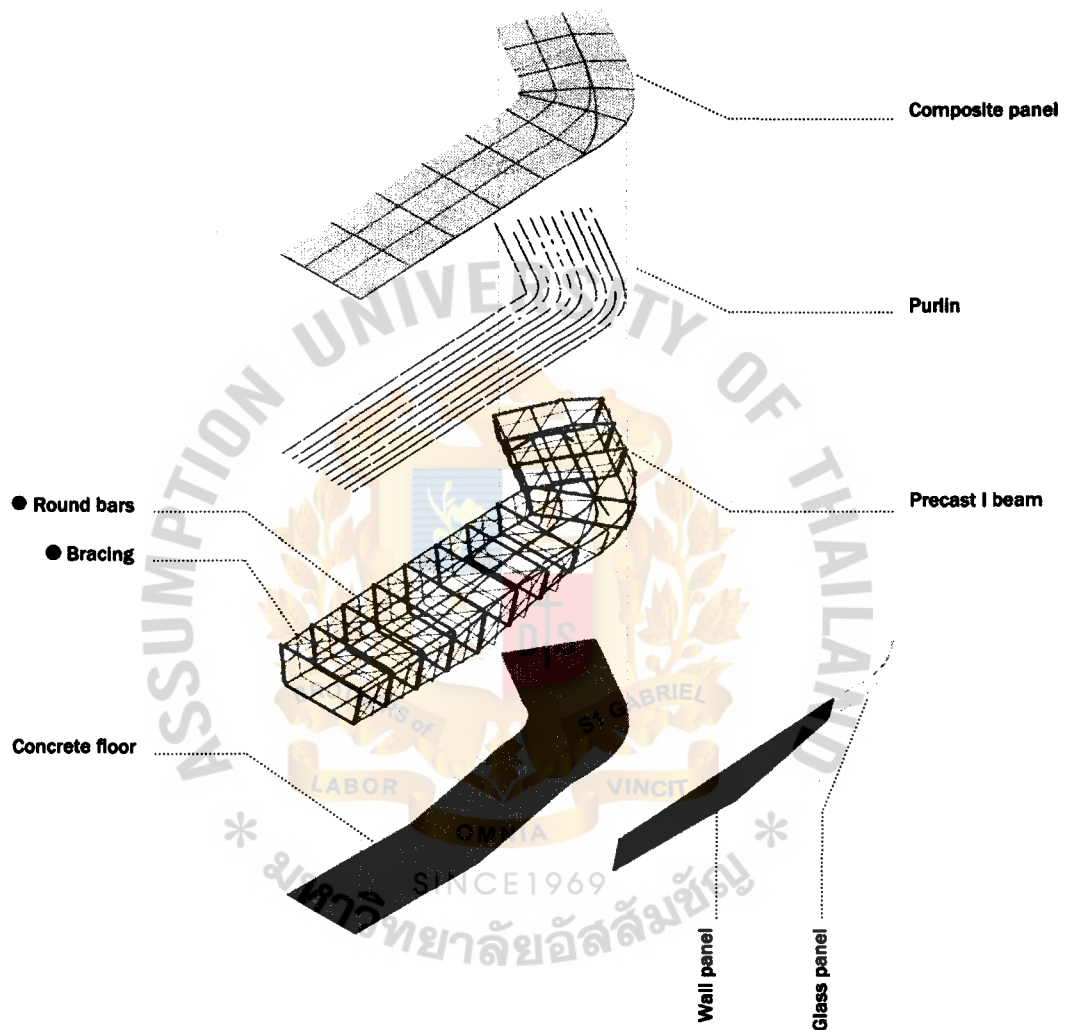 Composite panel
Purlin
● Round bars
● Bracing
Precast I beam
Concrete floor
Wall panel
Glass panel
ASSUMPTION UNIVERSITY OF THAILAND
D S
of
ST GABRIEL
LABOR
VINCIT
OMNIA
SINCE1969
* มหาวิทยาลัยอัสสัมชัญ *